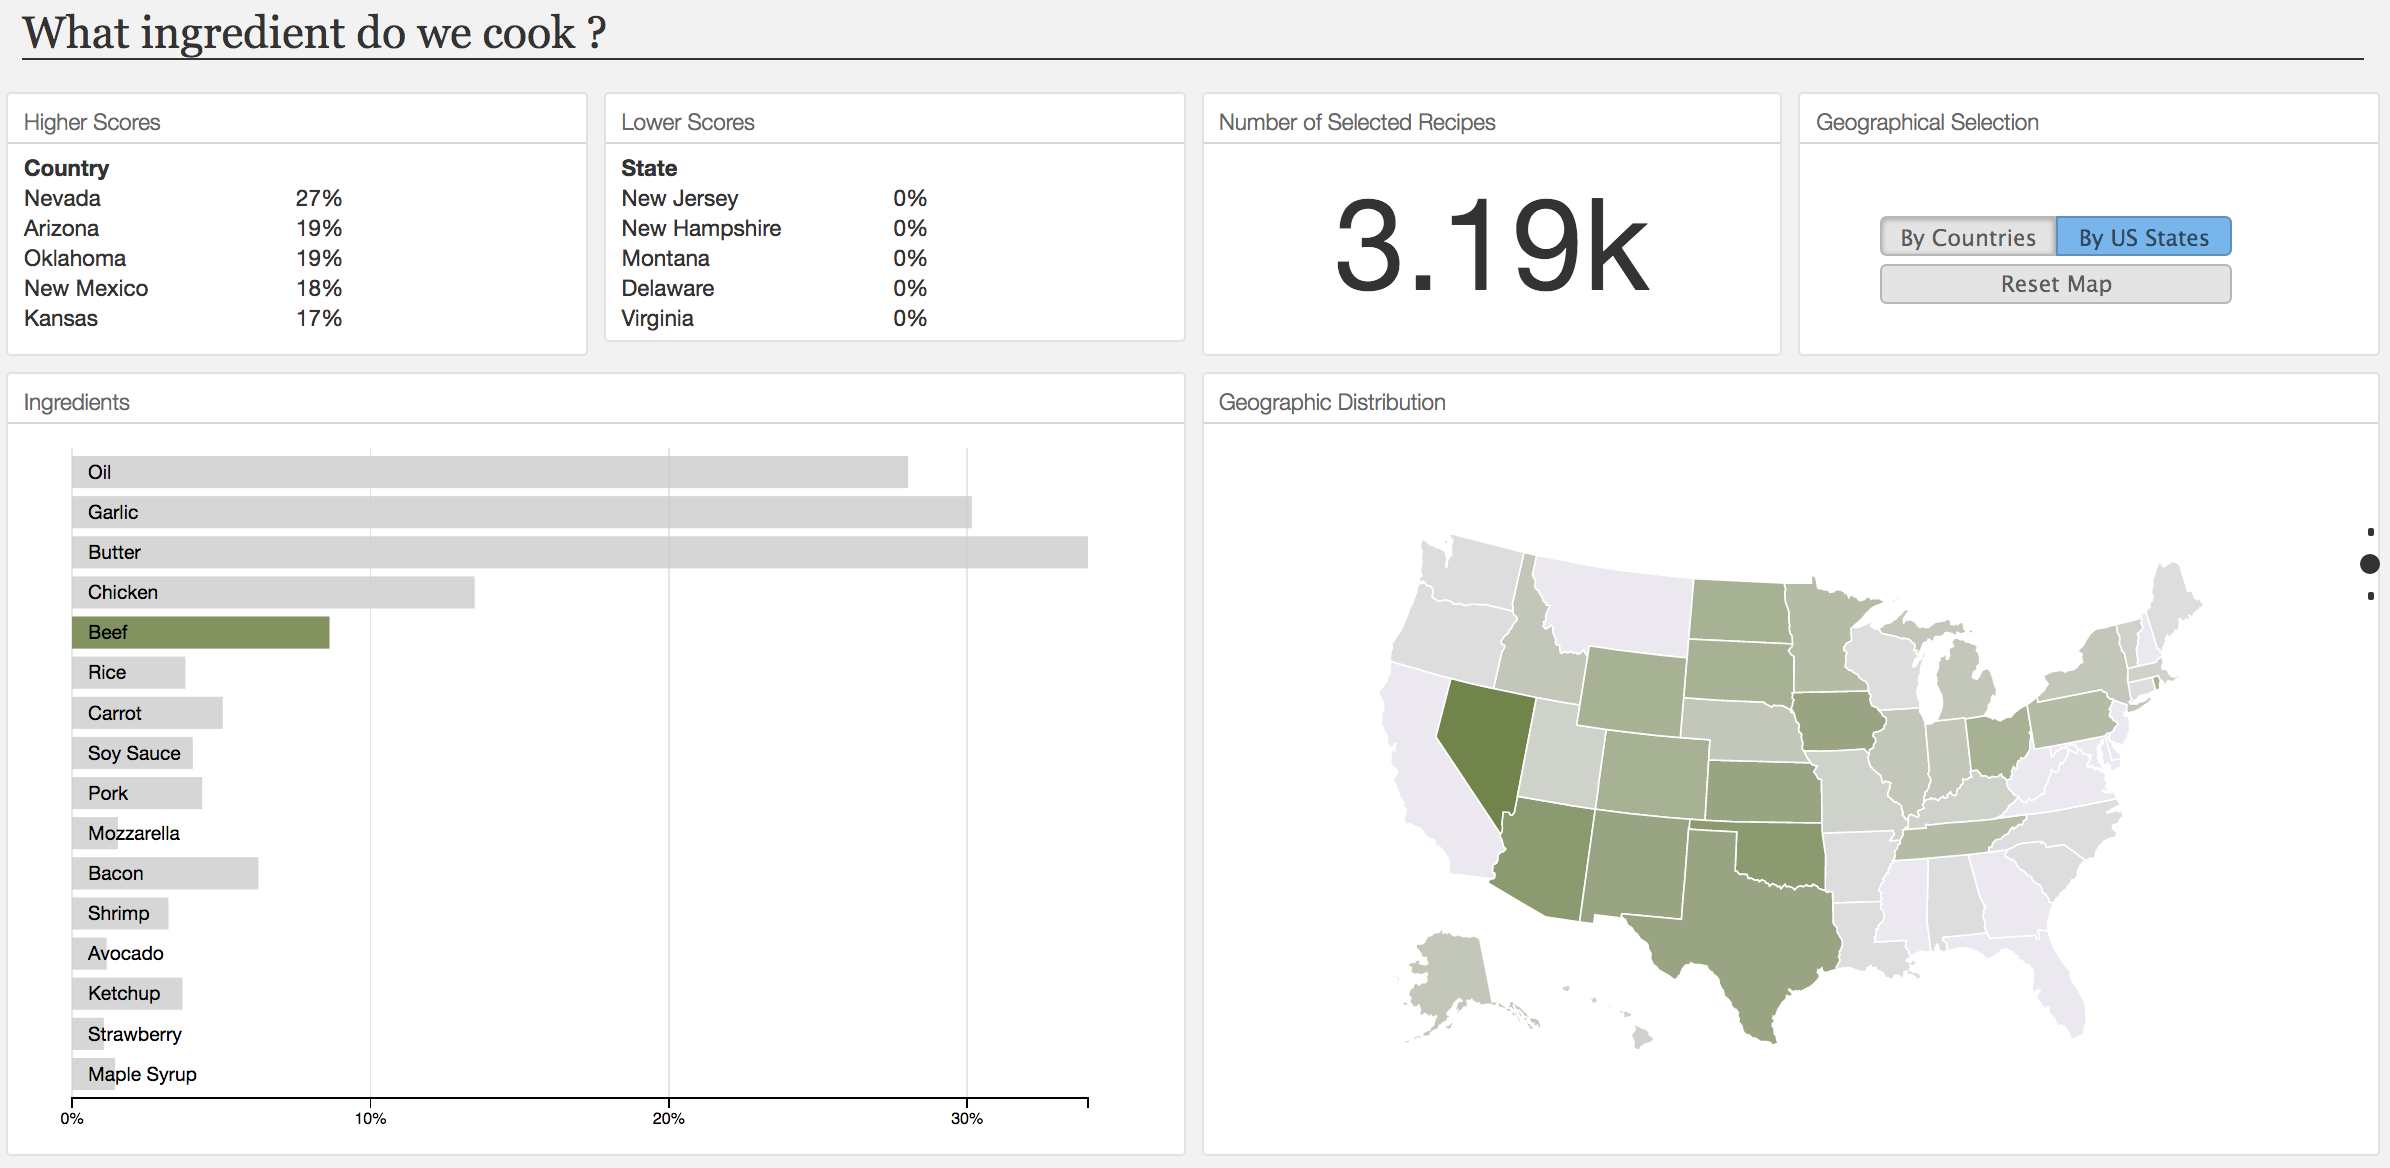 What ingredient do we cook ?
Higher Scores
Country
Nevada 27%
Arizona 19%
Oklahoma 19%
New Mexico 18%
Kansas 17%
Lower Scores
State
New Jersey 0%
New Hampshire 0%
Montana 0%
Delaware 0%
Virginia 0%
Number of Selected Recipes
3.19k
Geographical Selection
By Countries By US States
Reset Map
Ingredients
Oil
Garlic
Butter
Chicken
Beef
Rice
Carrot
Soy Sauce
Pork
Mozzarella
Bacon
Shrimp
Avocado
Ketchup
Strawberry
Maple Syrup
0% 10% 20% 30%
Geographic Distribution